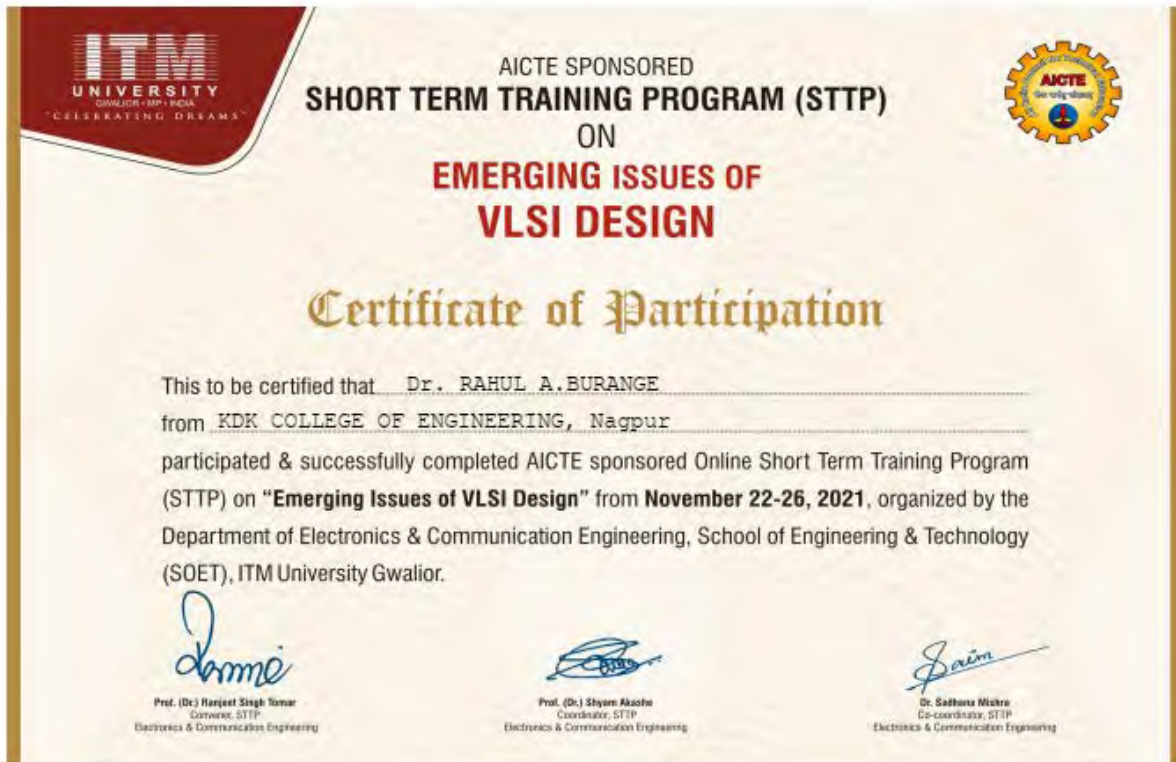 ITM
UNIVERSITY
GWALIOR • MP • INDIA
"CELEBRATING DREAMS"
AICTE SPONSORED
SHORT TERM TRAINING PROGRAM (STTP)
ON
EMERGING ISSUES OF
VLSI DESIGN
AICTE
Certificate of Participation
This to be certified that Dr. RAHUL A.BURANGE
from KDK COLLEGE OF ENGINEERING, Nagpur
participated & successfully completed AICTE sponsored Online Short Term Training Program
(STTP) on "Emerging Issues of VLSI Design" from November 22-26, 2021, organized by the
Department of Electronics & Communication Engineering, School of Engineering & Technology
(SOET), ITM University Gwalior.
Prof. (Dr.) Ranjeet Singh Tomar
Convener, STTP
Electronics & Communication Engineering
Prof. (Dr.) Shyam Akashe
Coordinator, STTP
Electronics & Communication Engineering
Dr. Sadhana Mishra
Co-coordinator, STTP
Electronics & Communication Engineering